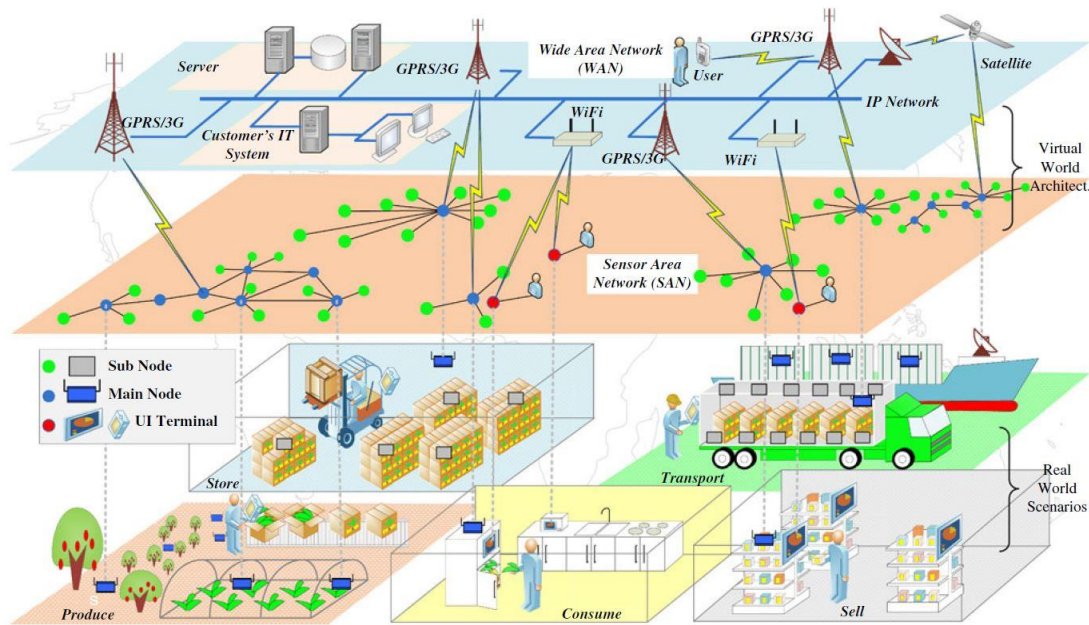 GPRS/3G
Wide Area Network
(WAN)
GPRS/3G
Server
GPRS/3G
User
Satellite
IP Network
GPRS/3G
WiFi
Customer's IT
System
GPRS/3G
WiFi
Virtual
World
Architect.
Sensor Area
Network (SAN)
Sub Node
Main Node
UI Terminal
Store
Transport
Real
World
Scenarios
Produce
Consume
Sell